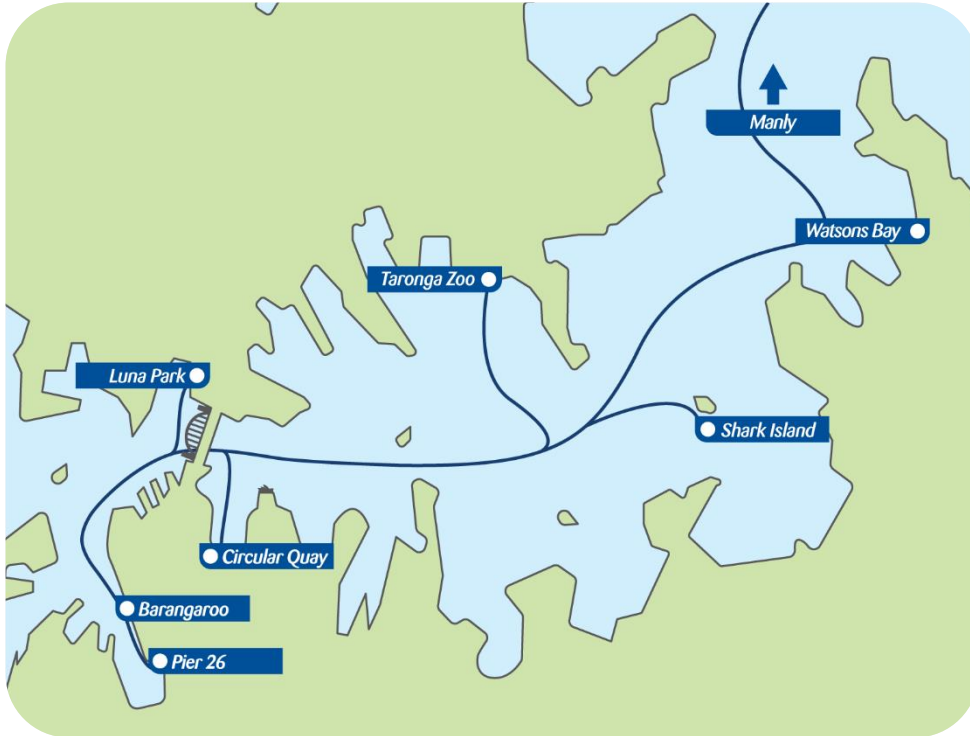 Manly
Watsons Bay
Taronga Zoo
Luna Park
Shark Island
Circular Quay
Barangaroo
Pier 26